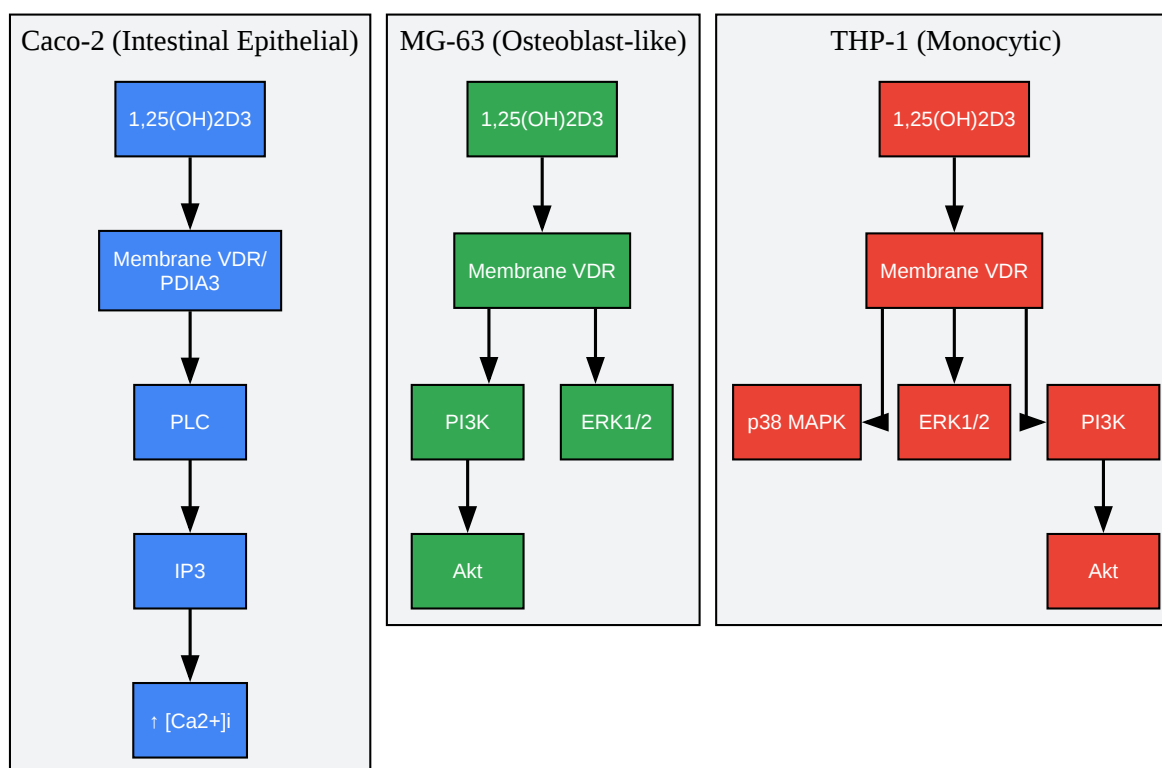 Caco-2 (Intestinal Epithelial)
1,25(OH)2D3
Membrane VDR/
PDIA3
PLC
IP3
↑ [Ca2+]i
MG-63 (Osteoblast-like)
1,25(OH)2D3
Membrane VDR
PI3K
ERK1/2
Akt
THP-1 (Monocytic)
1,25(OH)2D3
Membrane VDR
p38 MAPK
ERK1/2
PI3K
Akt